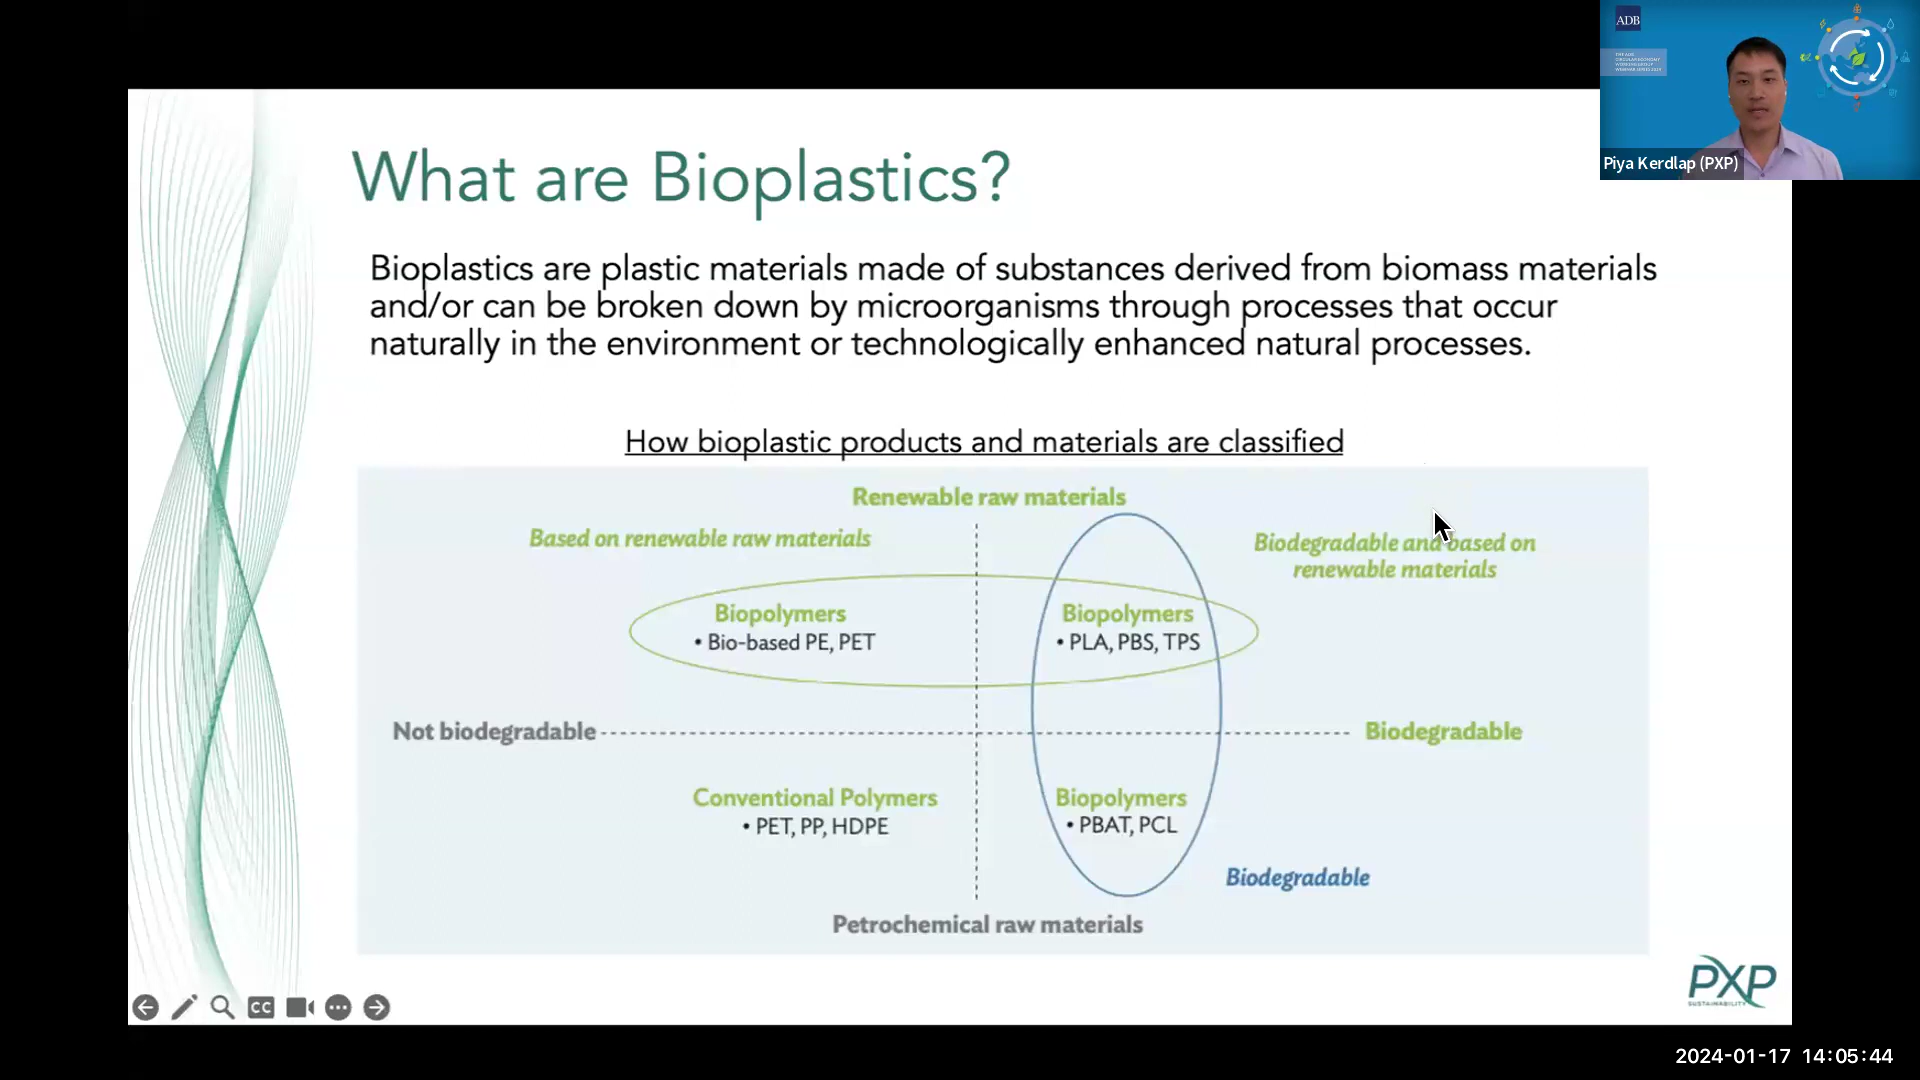 ADB
Piya Kerdlap (PXP)
What are Bioplastics?
Bioplastics are plastic materials made of substances derived from biomass materials
and/or can be broken down by microorganisms through processes that occur
naturally in the environment or technologically enhanced natural processes.
How bioplastic products and materials are classified
Renewable raw materials
Based on renewable raw materials
Biodegradable and based on
renewable materials
Biopolymers
• Bio-based PE, PET
Biopolymers
• PLA, PBS, TPS
Not biodegradable
Biodegradable
Conventional Polymers
• PET, PP, HDPE
Biopolymers
• PBAT, PCL
Biodegradable
Petrochemical raw materials
PXP
SUSTAINABILITY
CC
2024-01-17 14:05:44